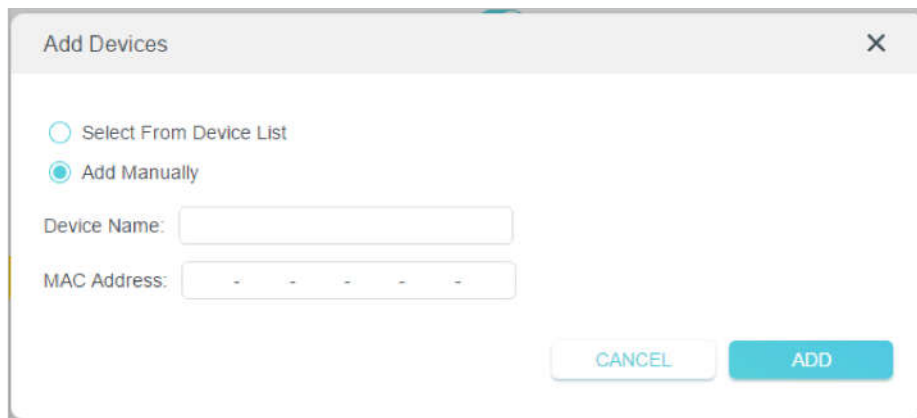 Add Devices
Select From Device List
Add Manually
Device Name:
MAC Address: - - - - -
CANCEL ADD